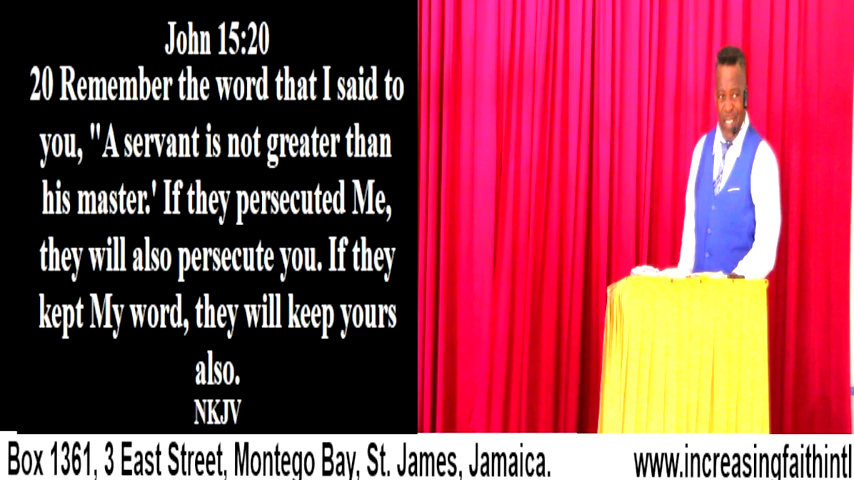 John 15:20
20 Remember the word that I said to
you, "A servant is not greater than
his master.' If they persecuted Me,
they will also persecute you. If they
kept My word, they will keep yours
also.
NKJV
Box 1361, 3 East Street, Montego Bay, St. James, Jamaica.
www.increasingfaithintl